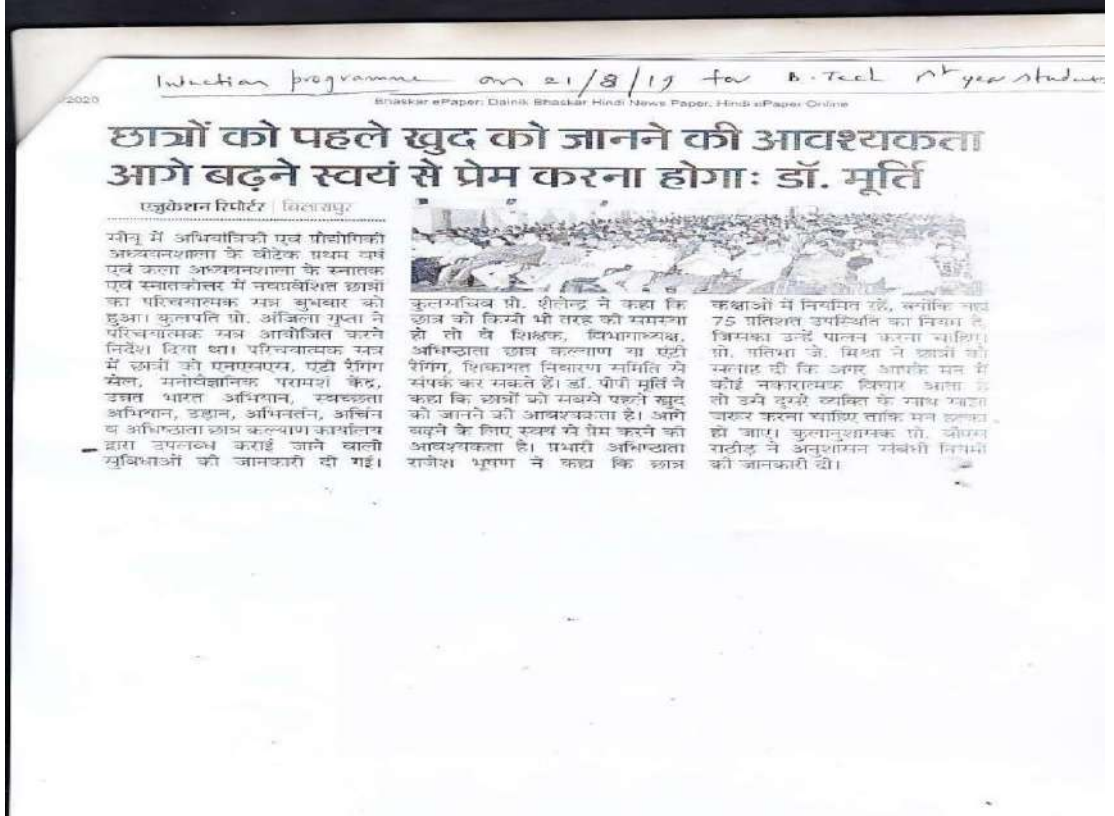 Induction programme on 21/8/19 for B.Tech Ist year students
/2020
Bhaskar ePaper: Dainik Bhaskar Hindi News Paper, Hindi ePaper Online
छात्रों को पहले खुद को जानने की आवश्यकता
आगे बढ़ने स्वयं से प्रेम करना होगाः डॉ. मूर्ति
एजुकेशन रिपोर्टर | बिलासपुर
सीयू में अभियांत्रिकी एवं प्रौद्योगिकी
अध्ययनशाला के बीटेक प्रथम वर्ष
एवं कला अध्ययनशाला के स्नातक
एवं स्नातकोत्तर में नवप्रवेशित छात्रों
का परिचयात्मक सत्र बुधवार को
हुआ। कुलपति प्रो. अंजिला गुप्ता ने
परिचयात्मक सत्र आयोजित करने
निर्देश दिया था। परिचयात्मक सत्र
में छात्रों को एनएसएस, एंटी रैगिंग
सेल, मनोवैज्ञानिक परामर्श केंद्र,
उन्नत भारत अभियान, स्वच्छता
अभियान, उड़ान, अभिनर्तन, अर्चिन
व अधिष्ठाता छात्र कल्याण कार्यालय
द्वारा उपलब्ध कराई जाने वाली
सुविधाओं की जानकारी दी गई।
कुलसचिव प्रो. शैलेन्द्र ने कहा कि
छात्र को किसी भी तरह की समस्या
हो तो वे शिक्षक, विभागाध्यक्ष,
अधिष्ठाता छात्र कल्याण या एंटी
रैगिंग, शिकायत निवारण समिति से
संपर्क कर सकते हैं। डॉ. पीपी मूर्ति ने
कहा कि छात्रों को सबसे पहले खुद
को जानने की आवश्यकता है। आगे
बढ़ने के लिए स्वयं से प्रेम करने की
आवश्यकता है। प्रभारी अधिष्ठाता
राजेश भूषण ने कहा कि छात्र
कक्षाओं में नियमित रहें, क्योंकि यहां
75 प्रतिशत उपस्थिति का नियम है,
जिसका उन्हें पालन करना चाहिए।
प्रो. प्रतिभा जे. मिश्रा ने छात्रों को
सलाह दी कि अगर आपके मन में
कोई नकारात्मक विचार आता है
तो उसे दूसरे व्यक्ति के साथ साझा
जरूर करना चाहिए ताकि मन हल्का
हो जाए। कुलानुशासक प्रो. बीएस
राठौड़ ने अनुशासन संबंधी नियमों
की जानकारी दी।